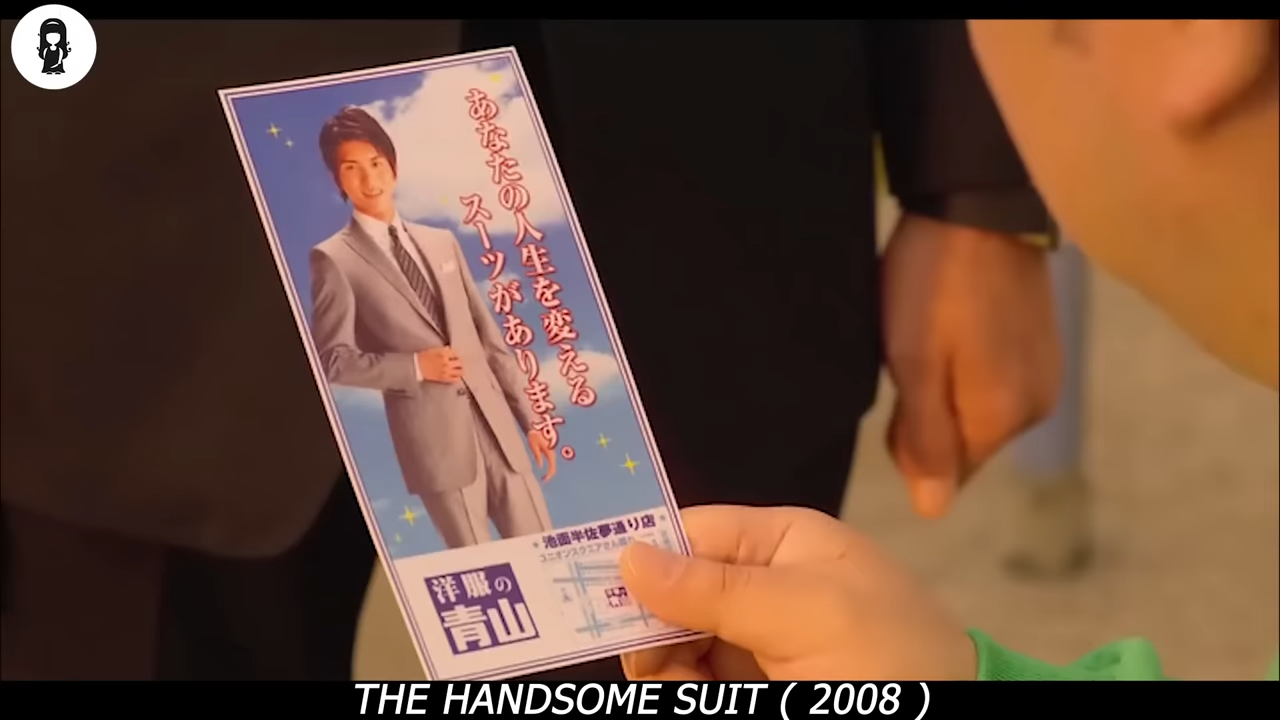 あなたの人生を変える
スーツがあります。
池面半佐夢通り店
洋服の
青山
THE HANDSOME SUIT ( 2008 )